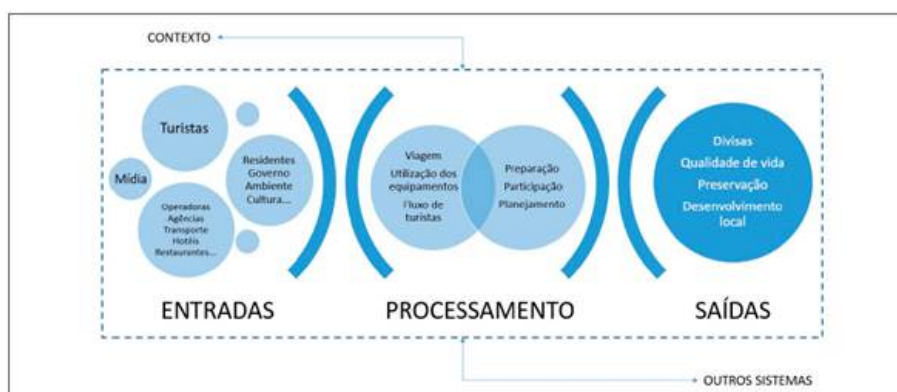 CONTEXTO
Turistas
Mídia
Residentes
Governo
Ambiente
Cultura...
Operadoras
Agências
Transporte
Hotéis
Restaurantes...
Viagem
Utilização dos
equipamentos
Fluxo de
turistas
Preparação
Participação
Planejamento
Divisas
Qualidade de vida
Preservação
Desenvolvimento
local
ENTRADAS
PROCESSAMENTO
SAÍDAS
OUTROS SISTEMAS